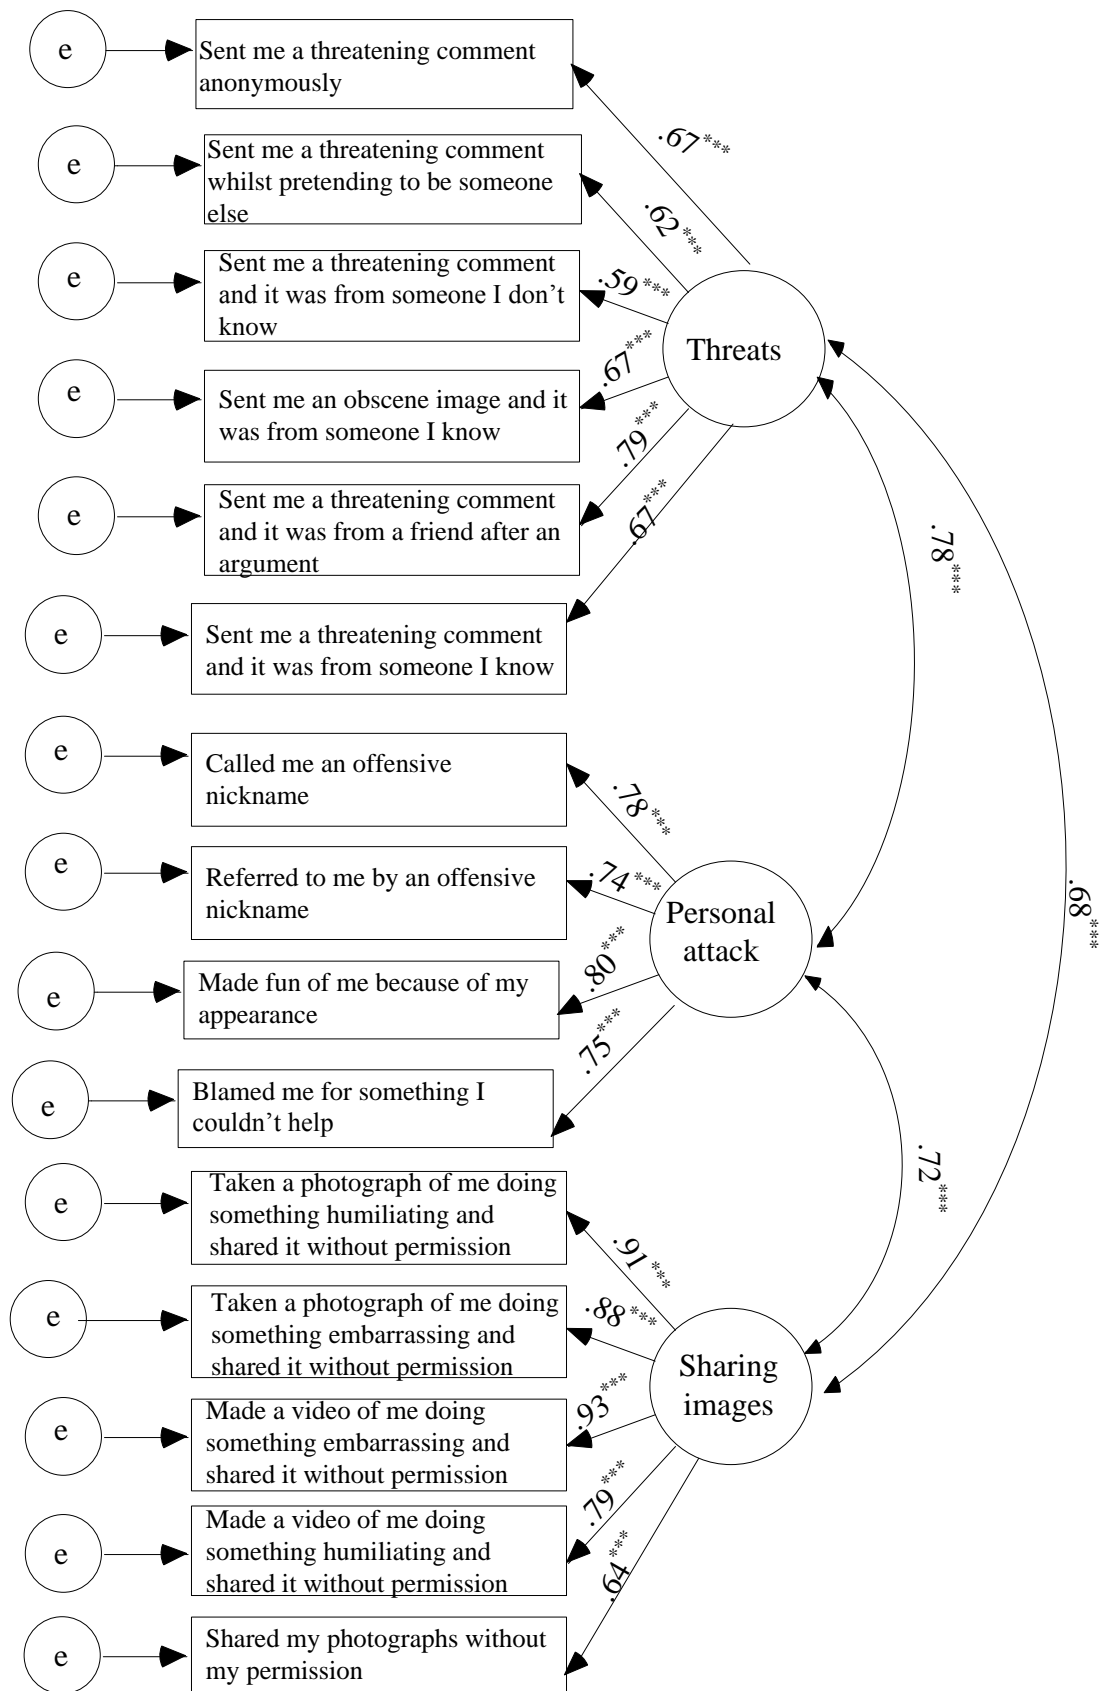 e
Sent me a threatening comment
anonymously
.67***
e
Sent me a threatening comment
whilst pretending to be someone
else
.62***
e
Sent me a threatening comment
and it was from someone I don’t
know
.59***
Threats
e
Sent me an obscene image and it
was from someone I know
.67***
e
Sent me a threatening comment
and it was from a friend after an
argument
.79***
e
Sent me a threatening comment
and it was from someone I know
.67***
.78***
e
Called me an offensive
nickname
.78***
e
Referred to me by an offensive
nickname
.74***
Personal
attack
.68***
e
Made fun of me because of my
appearance
.80***
e
Blamed me for something I
couldn’t help
.75***
.72***
e
Taken a photograph of me doing
something humiliating and
shared it without permission
.91***
e
Taken a photograph of me doing
something embarrassing and
shared it without permission
.88***
Sharing
images
e
Made a video of me doing
something embarrassing and
shared it without permission
.93***
e
Made a video of me doing
something humiliating and
shared it without permission
.79***
e
Shared my photographs without
my permission
.64***